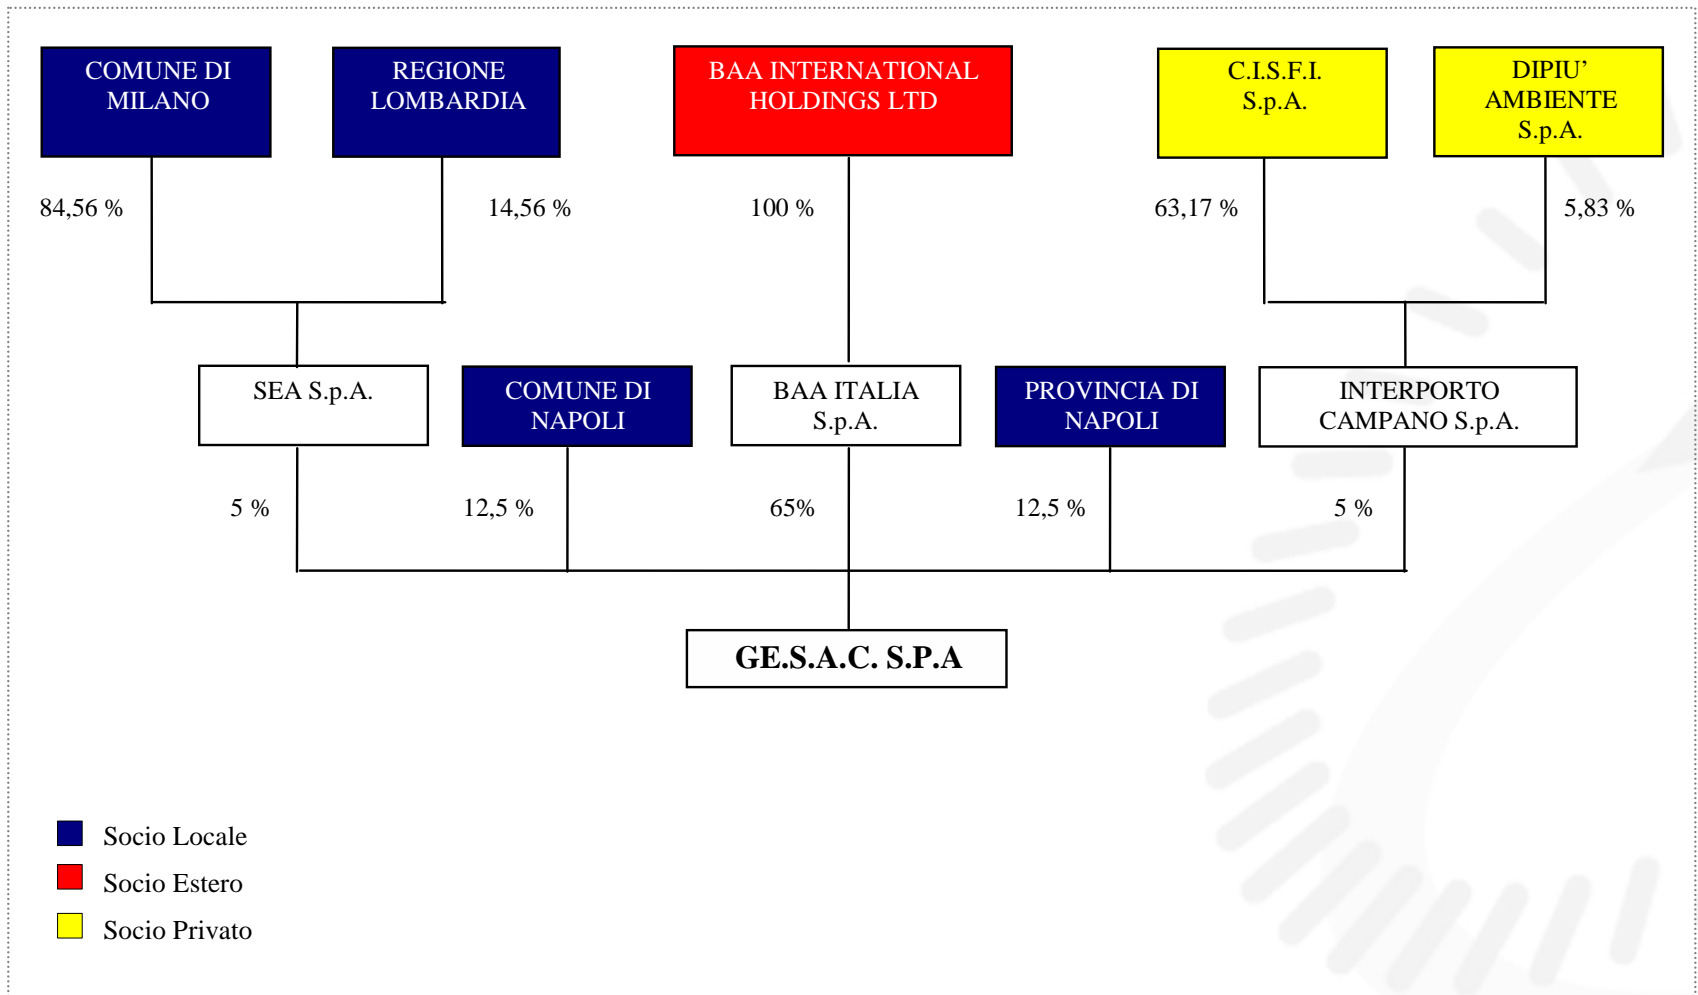 COMUNE DI
MILANO
REGIONE
LOMBARDIA
BAA INTERNATIONAL
HOLDINGS LTD
C.I.S.F.I.
S.p.A.
DIPIU’
AMBIENTE
S.p.A.
84,56 %
14,56 %
100 %
63,17 %
5,83 %
SEA S.p.A.
COMUNE DI
NAPOLI
BAA ITALIA
S.p.A.
PROVINCIA DI
NAPOLI
INTERPORTO
CAMPANO S.p.A.
5 %
12,5 %
65%
12,5 %
5 %
GE.S.A.C. S.P.A
Socio Locale
Socio Estero
Socio Privato